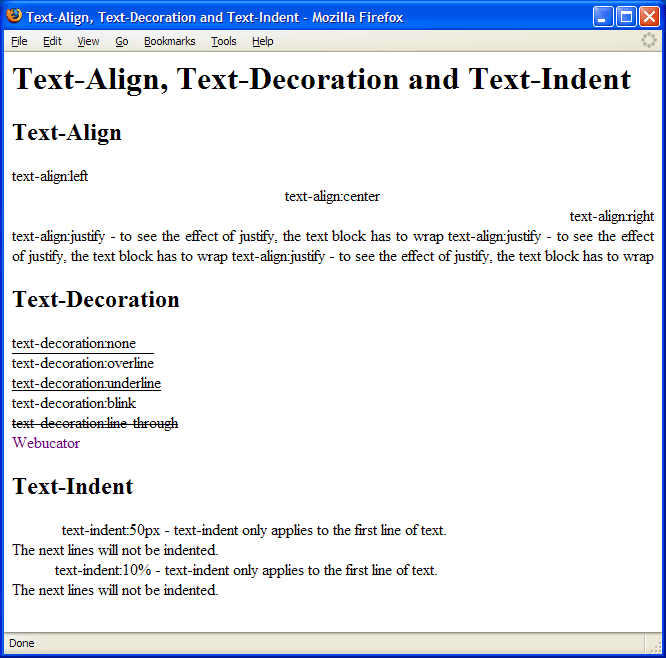 Text-Align, Text-Decoration and Text-Indent - Mozilla Firefox
File Edit View Go Bookmarks Tools Help
Text-Align, Text-Decoration and Text-Indent
Text-Align
text-align:left
text-align:center
text-align:right
text-align:justify - to see the effect of justify, the text block has to wrap text-align:justify - to see the effect
of justify, the text block has to wrap text-align:justify - to see the effect of justify, the text block has to wrap
Text-Decoration
text-decoration:none
text-decoration:overline
text-decoration:underline
text-decoration:blink
text-decoration:line-through
Webucator
Text-Indent
text-indent:50px - text-indent only applies to the first line of text.
The next lines will not be indented.
text-indent:10% - text-indent only applies to the first line of text.
The next lines will not be indented.
Done